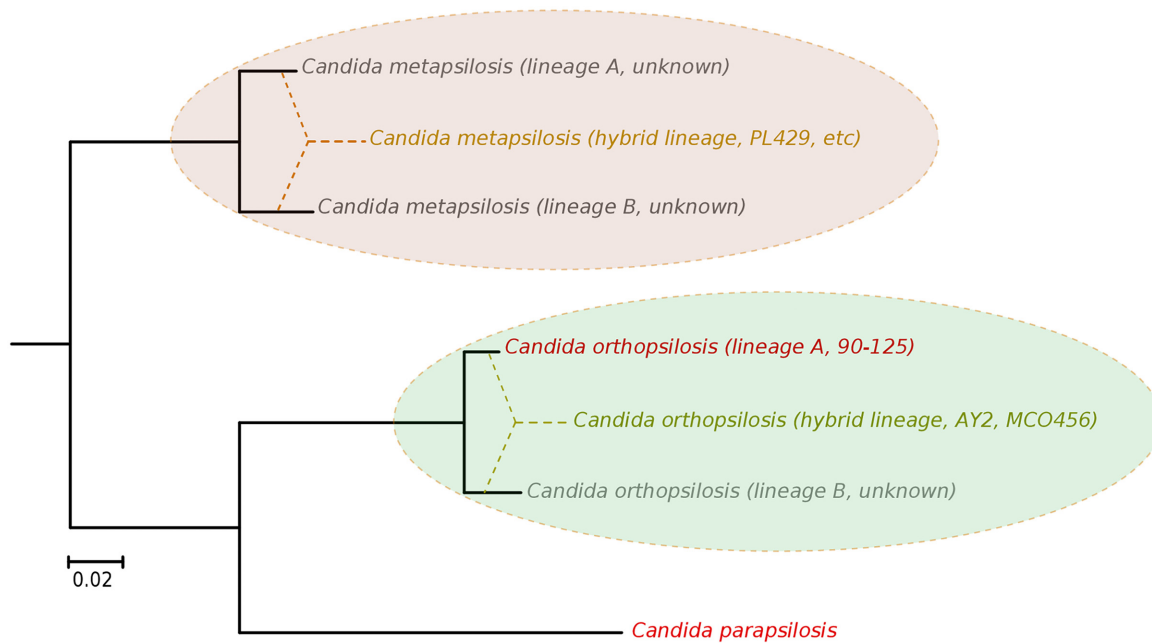 Candida metapsilosis (lineage A, unknown)
Candida metapsilosis (hybrid lineage, PL429, etc)
Candida metapsilosis (lineage B, unknown)
Candida orthopsilosis (lineage A, 90-125)
Candida orthopsilosis (hybrid lineage, AY2, MCO456)
Candida orthopsilosis (lineage B, unknown)
0.02
Candida parapsilosis